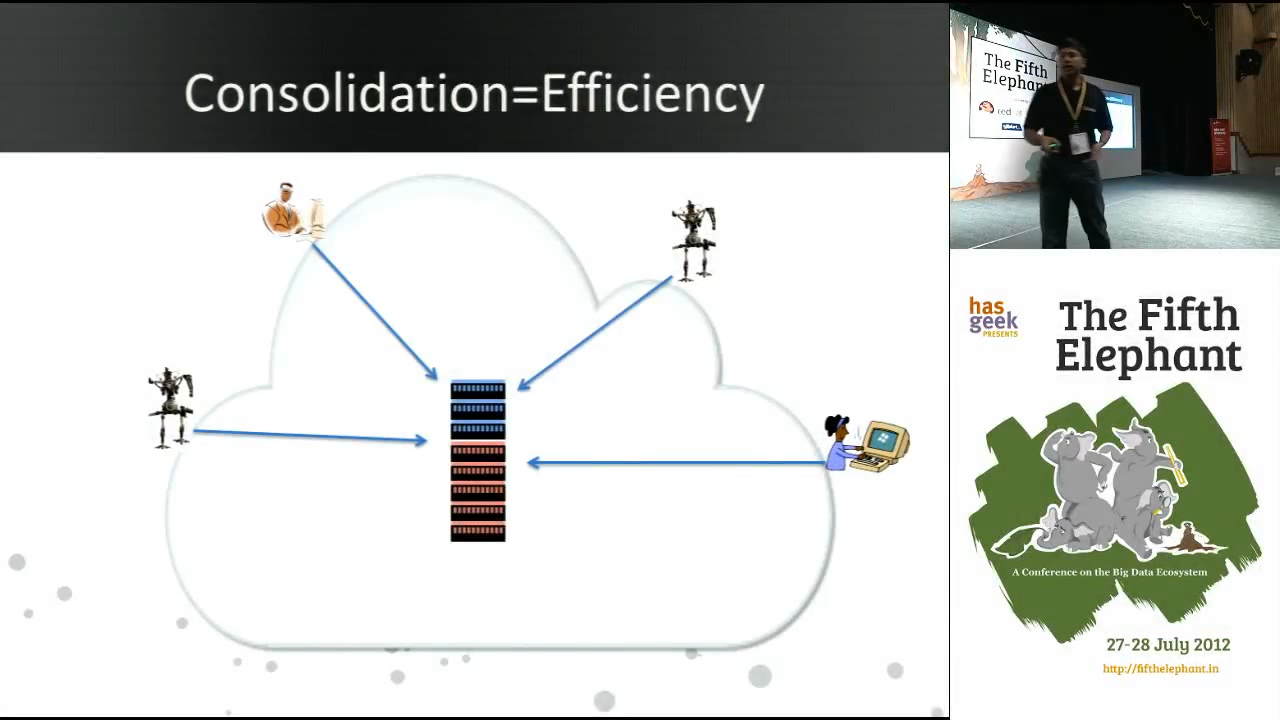 Consolidation=Efficiency
The Fifth
Elephant
red
has
geek
PRESENTS
The Fifth
Elephant
A Conference on the Big Data Ecosystem
27-28 July 2012
http://fifthelephant.in